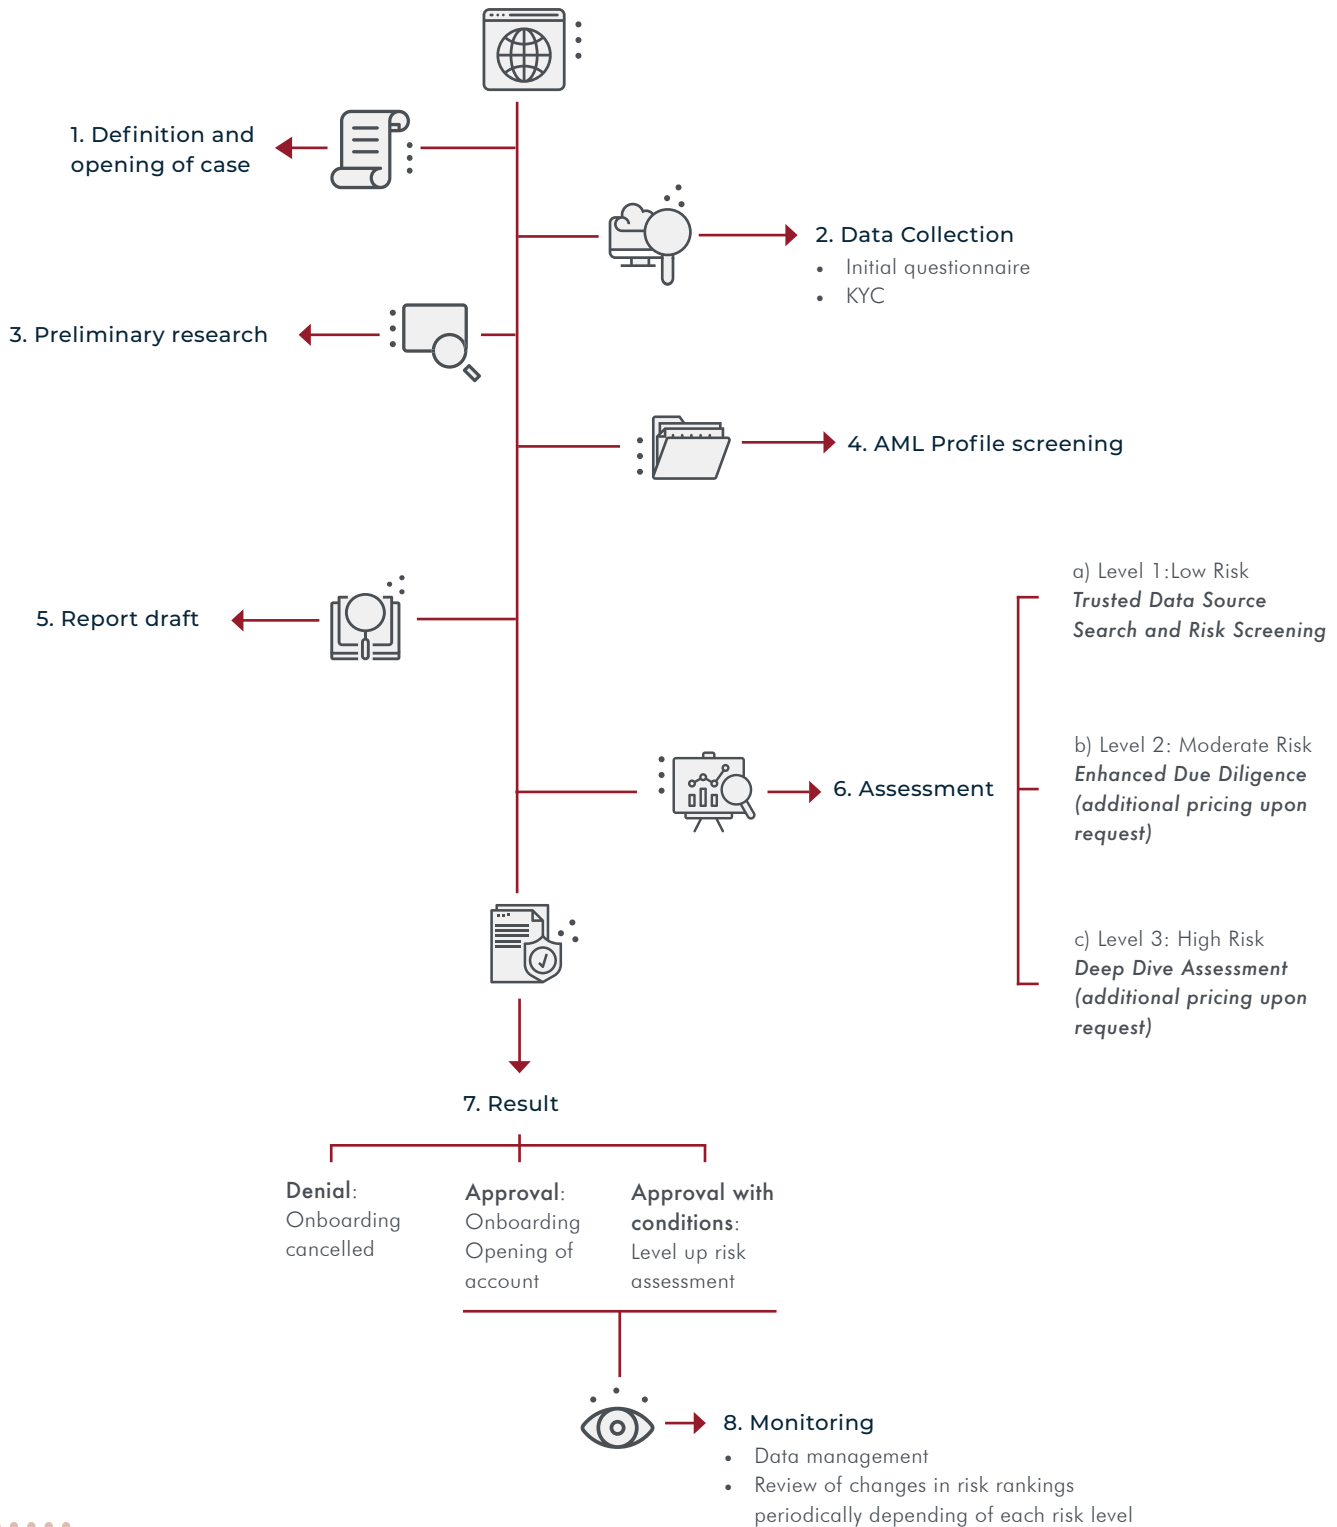 1. Definition and
opening of case
2. Data Collection
• Initial questionnaire
• KYC
3. Preliminary research
4. AML Profile screening
5. Report draft
6. Assessment
a) Level 1:Low Risk
Trusted Data Source
Search and Risk Screening
b) Level 2: Moderate Risk
Enhanced Due Diligence
(additional pricing upon
request)
c) Level 3: High Risk
Deep Dive Assessment
(additional pricing upon
request)
7. Result
Denial:
Onboarding
cancelled
Approval:
Onboarding
Opening of
account
Approval with
conditions:
Level up risk
assessment
8. Monitoring
• Data management
• Review of changes in risk rankings
periodically depending of each risk level